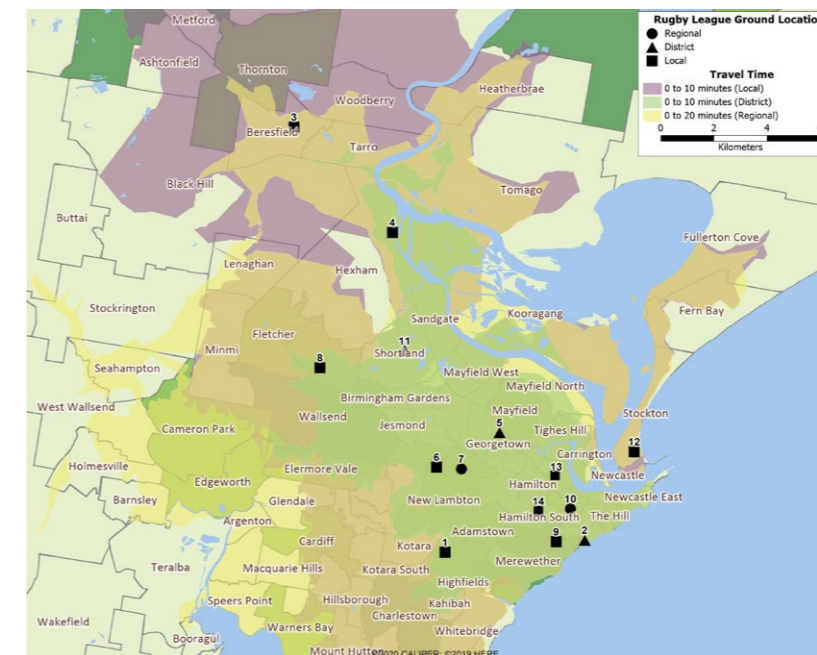 Metford
Rugby League Ground Locatio
Regional
District
Local
Travel Time
0 to 10 minutes (Local)
0 to 10 minutes (District)
0 to 20 minutes (Regional)
0 2 4
Kilometers
Ashtonfield
Thornton
Heatherbrae
Woodberry
3
Beresfield
Tarro
Black Hill
Tomago
Buttai
4
Fullerton Cove
Lenaghan
Hexham
Stockrington
Sandgate
Kooragang
Fern Bay
Fletcher
11
Minmi
Shortland
8
Seahampton
Mayfield West
Mayfield North
Birmingham Gardens
West Wallsend
Wallsend
Mayfield
Stockton
Cameron Park
Jesmond
5
Tighes Hill
Georgetown
12
Carrington
Holmesville
Elermore Vale
6
7
13
Newcastle
Edgeworth
Hamilton
Barnsley
Glendale
New Lambton
10
Newcastle East
14
Argenton
Hamilton South
The Hill
Cardiff
Adamstown
9
2
Kotara
1
Merewether
Teralba
Macquarie Hills
Kotara South
Highfields
Speers Point
Hillsborough
Kahibah
Charlestown
Wakefield
Warners Bay
Whitebridge
Booragul
Mount Hutton
©2020 CALIPER; ©2019 HERE